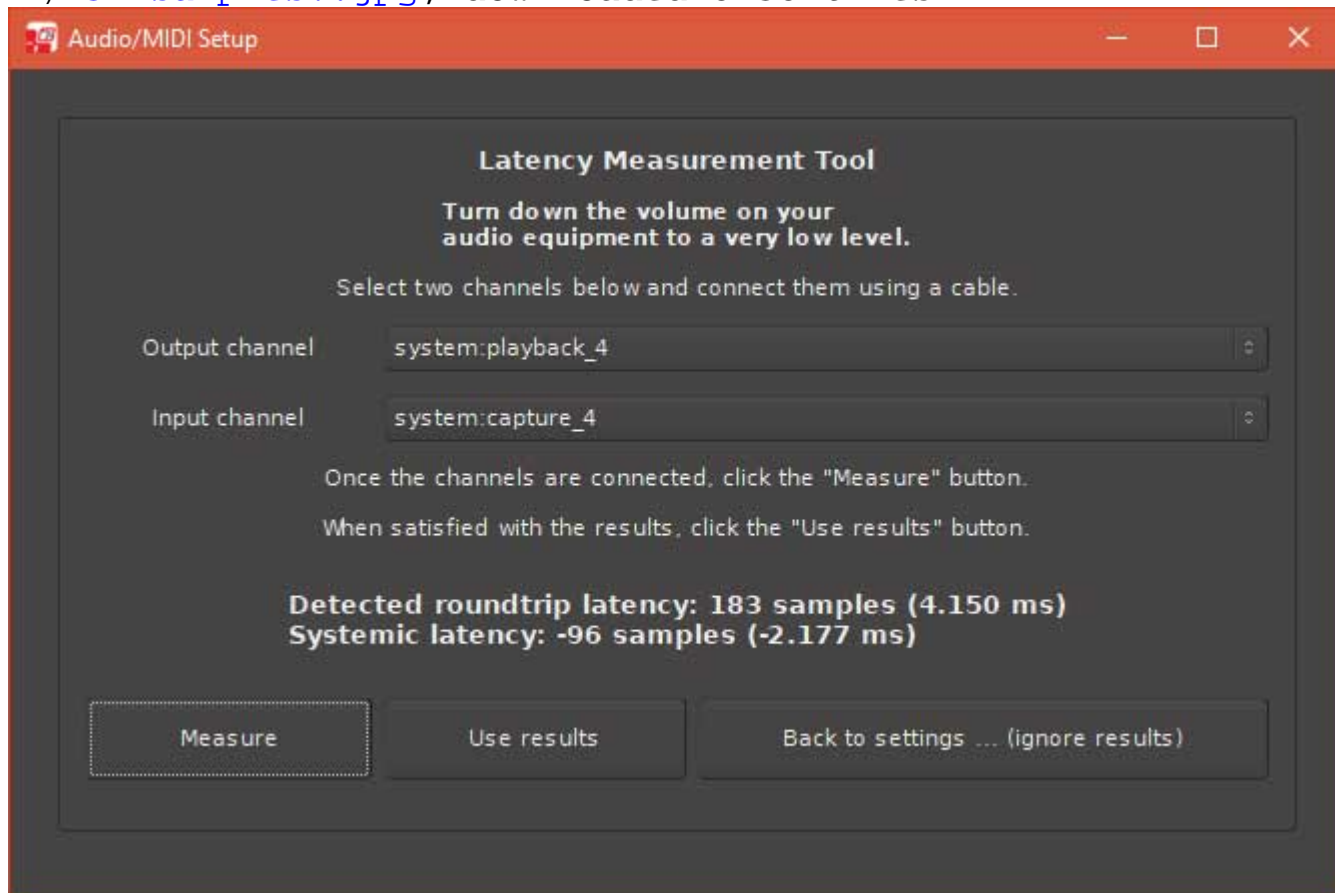 Audio/MIDI Setup
Latency Measurement Tool
Turn down the volume on your
audio equipment to a very low level.
Select two channels below and connect them using a cable.
Output channel system:playback_4
Input channel system:capture_4
Once the channels are connected, click the "Measure" button.
When satisfied with the results, click the "Use results" button.
Detected roundtrip latency: 183 samples (4.150 ms)
Systemic latency: -96 samples (-2.177 ms)
Measure Use results Back to settings ... (ignore results)